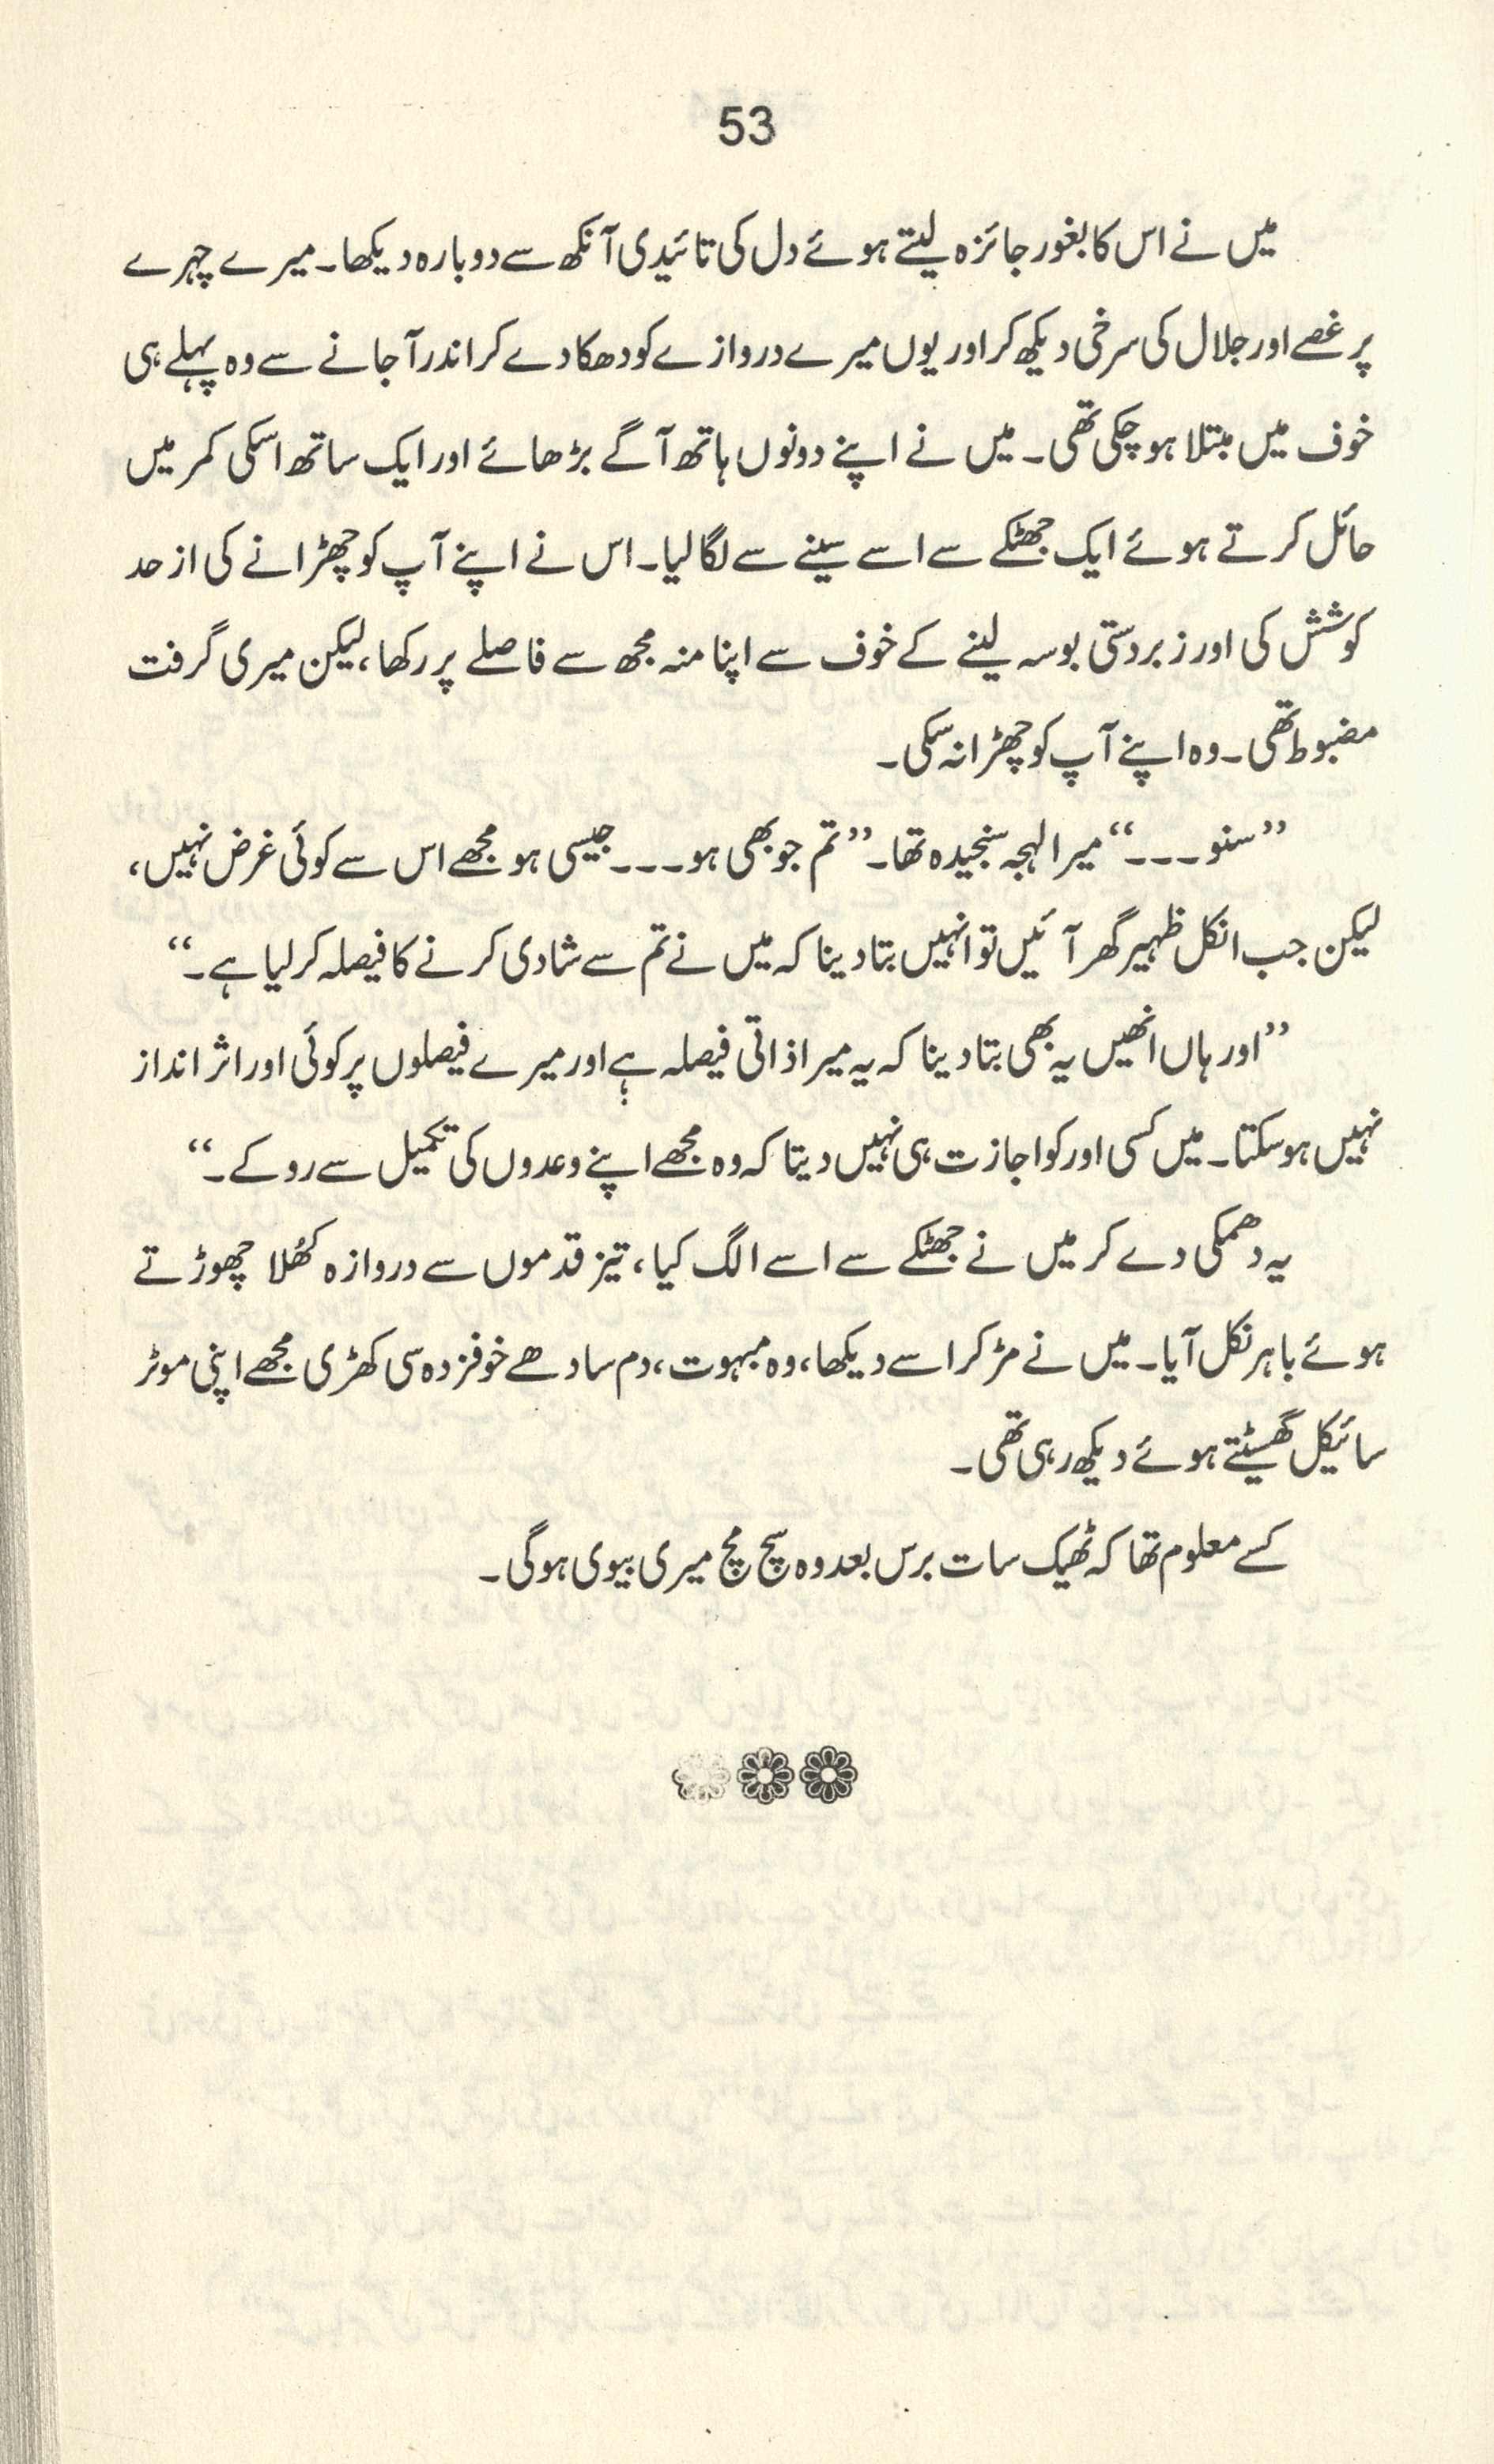 53
میں نے اس کا بغور جائزہ لیتے ہوئے دل کی تائیدی آنکھ سے دوبارہ دیکھا۔ میرے چہرے
پر غصے اور جلال کی سرخی دیکھ کر اور یوں میرے دروازے کو دھکا دے کر اندر آ جانے سے وہ پہلے ہی
خوف میں مبتلا ہو چکی تھی۔ میں نے اپنے دونوں ہاتھ آگے بڑھائے اور ایک ساتھ اسکی کمر میں
حائل کرتے ہوئے ایک جھٹکے سے اسے سینے سے لگا لیا۔ اس نے اپنے آپ کو چھڑانے کی از حد
کوشش کی اور زبردستی بوسہ لینے کے خوف سے اپنا منہ مجھ سے فاصلے پر رکھا، لیکن میری گرفت
مضبوط تھی۔ وہ اپنے آپ کو چھڑا نہ سکی۔
”سنو۔۔۔“ میرا لہجہ سنجیدہ تھا۔ ”تم جو بھی ہو۔۔۔ جیسی ہو مجھے اس سے کوئی غرض نہیں،
لیکن جب انکل ظہیر گھر آئیں تو انہیں بتا دینا کہ میں نے تم سے شادی کرنے کا فیصلہ کر لیا ہے۔“
”اور ہاں انھیں یہ بھی بتا دینا کہ یہ میرا ذاتی فیصلہ ہے اور میرے فیصلوں پر کوئی اور اثر انداز
نہیں ہو سکتا۔ میں کسی اور کو اجازت ہی نہیں دیتا کہ وہ مجھے اپنے وعدوں کی تکمیل سے روکے۔“
یہ دھمکی دے کر میں نے جھٹکے سے اسے الگ کیا، تیز قدموں سے دروازہ کھُلا چھوڑتے
ہوئے باہر نکل آیا۔ میں نے مڑ کر اسے دیکھا، وہ مبہوت، دم سادھے خوفزدہ سی کھڑی مجھے اپنی موٹر
سائیکل گھسیٹتے ہوئے دیکھ رہی تھی۔
کسے معلوم تھا کہ ٹھیک سات برس بعد وہ سچ مچ میری بیوی ہو گی۔